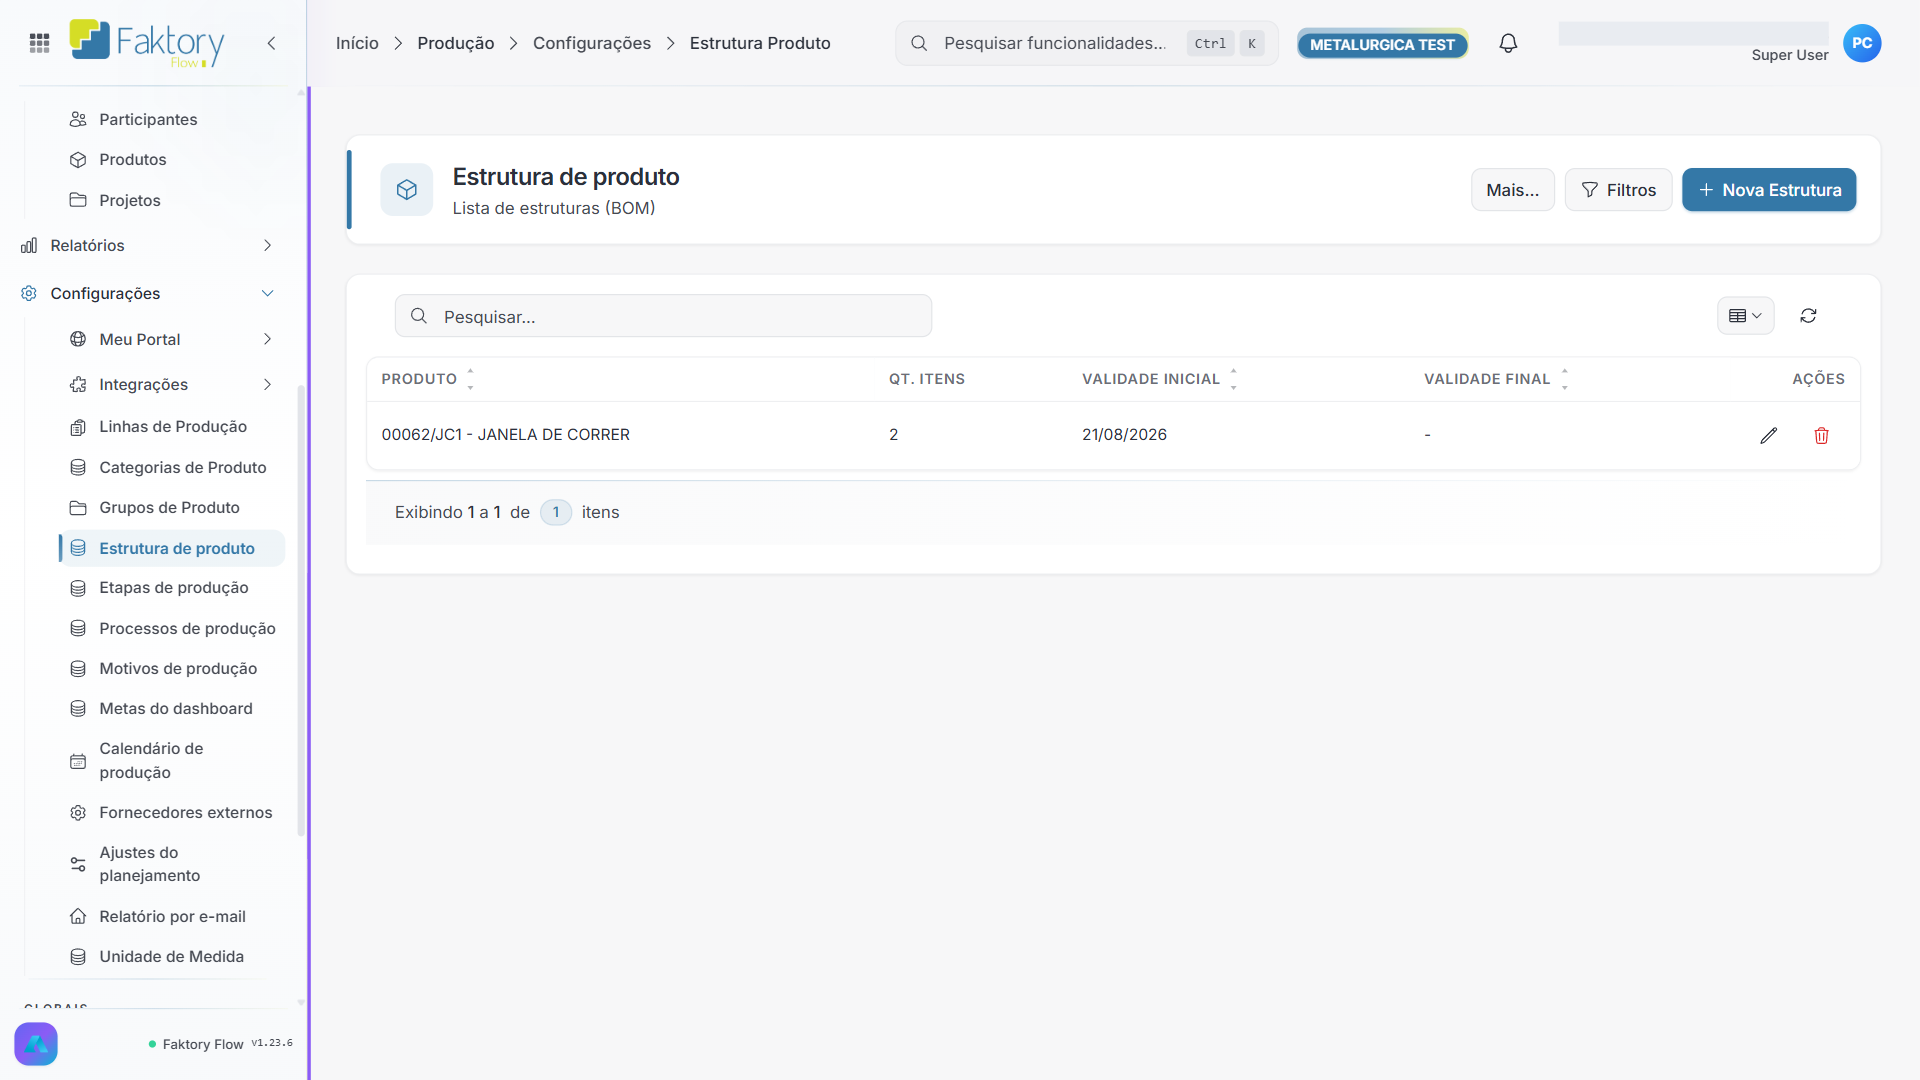 Faktory
Flow
Início
Produção
Configurações
Estrutura Produto
Pesquisar funcionalidades...
Ctrl
K
METALURGICA TEST
Super User
PC
Participantes
Produtos
Projetos
Relatórios
Configurações
Meu Portal
Integrações
Linhas de Produção
Categorias de Produto
Grupos de Produto
Estrutura de produto
Etapas de produção
Processos de produção
Motivos de produção
Metas do dashboard
Calendário de
produção
Fornecedores externos
Ajustes do
planejamento
Relatório por e-mail
Unidade de Medida
GLOBAIS
Faktory Flow v1.23.6
Estrutura de produto
Lista de estruturas (BOM)
Mais...
Filtros
Nova Estrutura
Pesquisar...
PRODUTO
QT. ITENS
VALIDADE INICIAL
VALIDADE FINAL
AÇÕES
00062/JC1 - JANELA DE CORRER
2
21/08/2026
-
Exibindo 1 a 1 de 1 itens